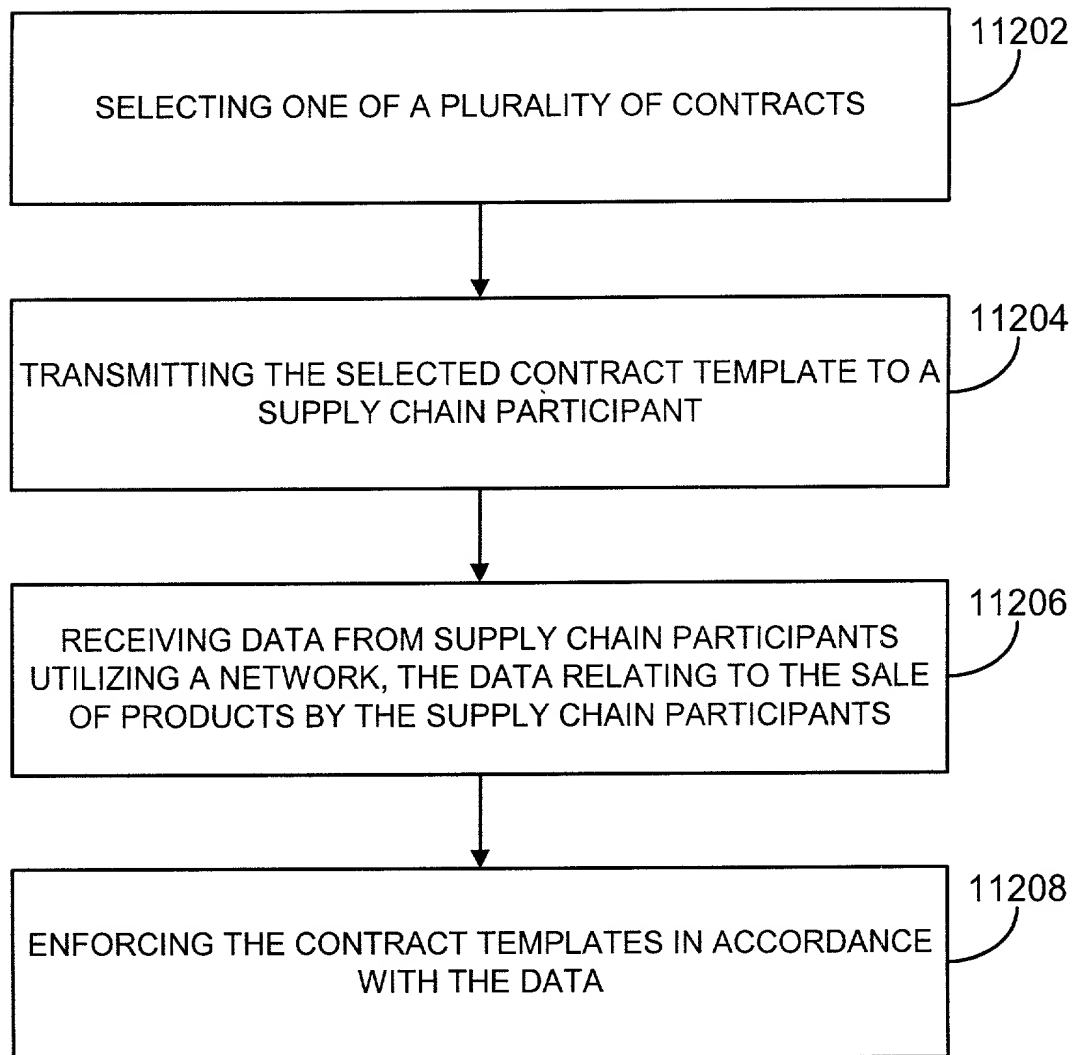 11202
SELECTING ONE OF A PLURALITY OF CONTRACTS
11204
TRANSMITTING THE SELECTED CONTRACT TEMPLATE TO A
SUPPLY CHAIN PARTICIPANT
11206
RECEIVING DATA FROM SUPPLY CHAIN PARTICIPANTS
UTILIZING A NETWORK, THE DATA RELATING TO THE SALE
OF PRODUCTS BY THE SUPPLY CHAIN PARTICIPANTS
11208
ENFORCING THE CONTRACT TEMPLATES IN ACCORDANCE
WITH THE DATA